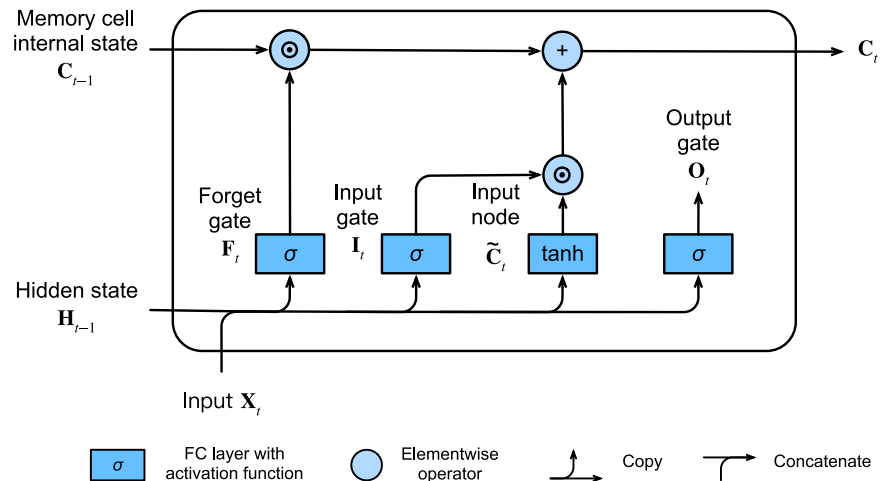 Memory cell
internal state
C_{t−1}
⊙
+
C_t
Output
gate
O_t
⊙
Forget
gate
F_t
Input
gate
I_t
Input
node
C̃_t
σ
σ
tanh
σ
Hidden state
H_{t−1}
Input X_t
σ
FC layer with
activation function
Elementwise
operator
Copy
Concatenate